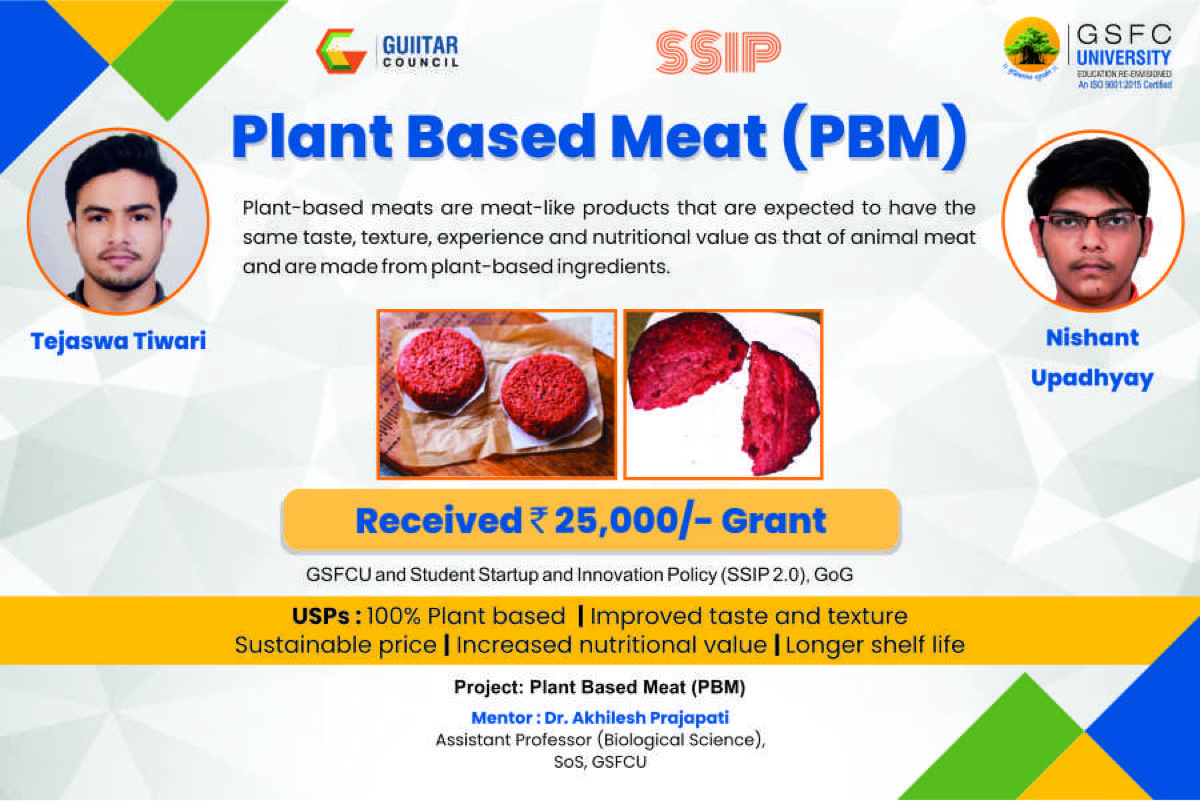 GUIITAR
COUNCIL
SSIP
GSFC
UNIVERSITY
EDUCATION RE-ENVISIONED
An ISO 9001:2015 Certified
Plant Based Meat (PBM)
Plant-based meats are meat-like products that are expected to have the
same taste, texture, experience and nutritional value as that of animal meat
and are made from plant-based ingredients.
Tejaswa Tiwari
Nishant
Upadhyay
Received ₹ 25,000/- Grant
GSFCU and Student Startup and Innovation Policy (SSIP 2.0), GoG
USPs : 100% Plant based | Improved taste and texture
Sustainable price | Increased nutritional value | Longer shelf life
Project: Plant Based Meat (PBM)
Mentor : Dr. Akhilesh Prajapati
Assistant Professor (Biological Science),
SoS, GSFCU